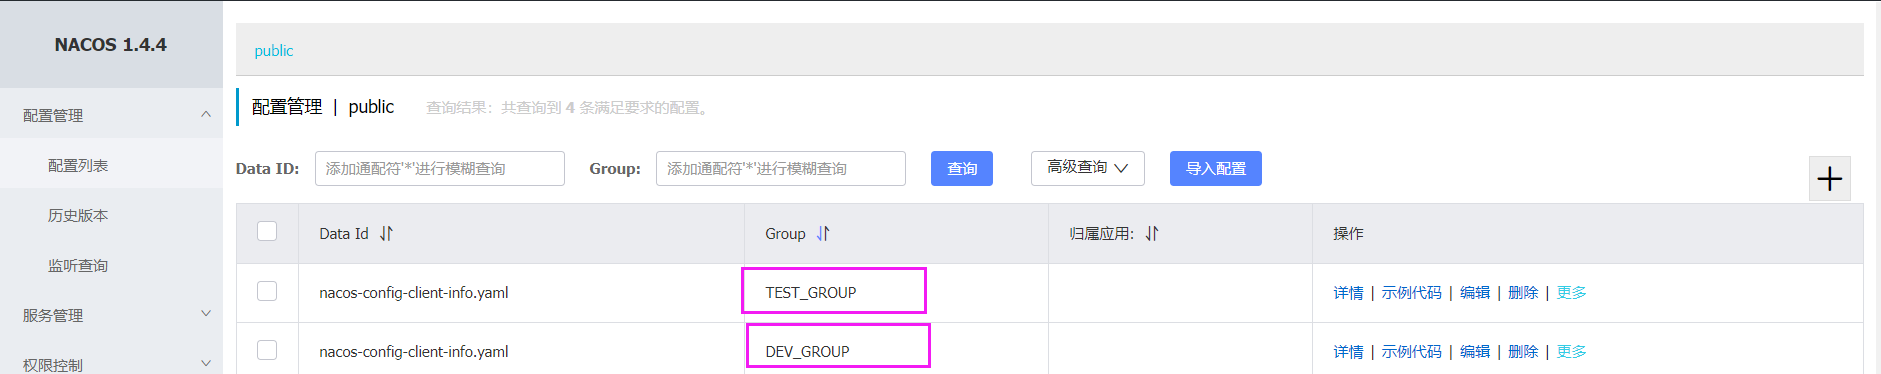 NACOS 1.4.4
配置管理
配置列表
历史版本
监听查询
服务管理
权限控制
public
配置管理 | public 查询结果：共查询到 4 条满足要求的配置。
Data ID: 添加通配符'*'进行模糊查询 Group: 添加通配符'*'进行模糊查询 查询 高级查询 导入配置
Data Id Group 归属应用: 操作
nacos-config-client-info.yaml TEST_GROUP 详情 | 示例代码 | 编辑 | 删除 | 更多
nacos-config-client-info.yaml DEV_GROUP 详情 | 示例代码 | 编辑 | 删除 | 更多